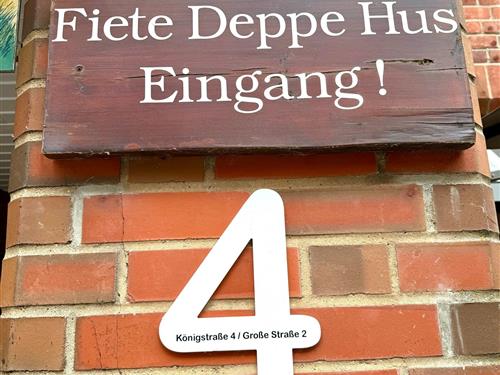 Fiete Deppe Hus
Eingang!
4
Königstraße 4 / Große Straße 2